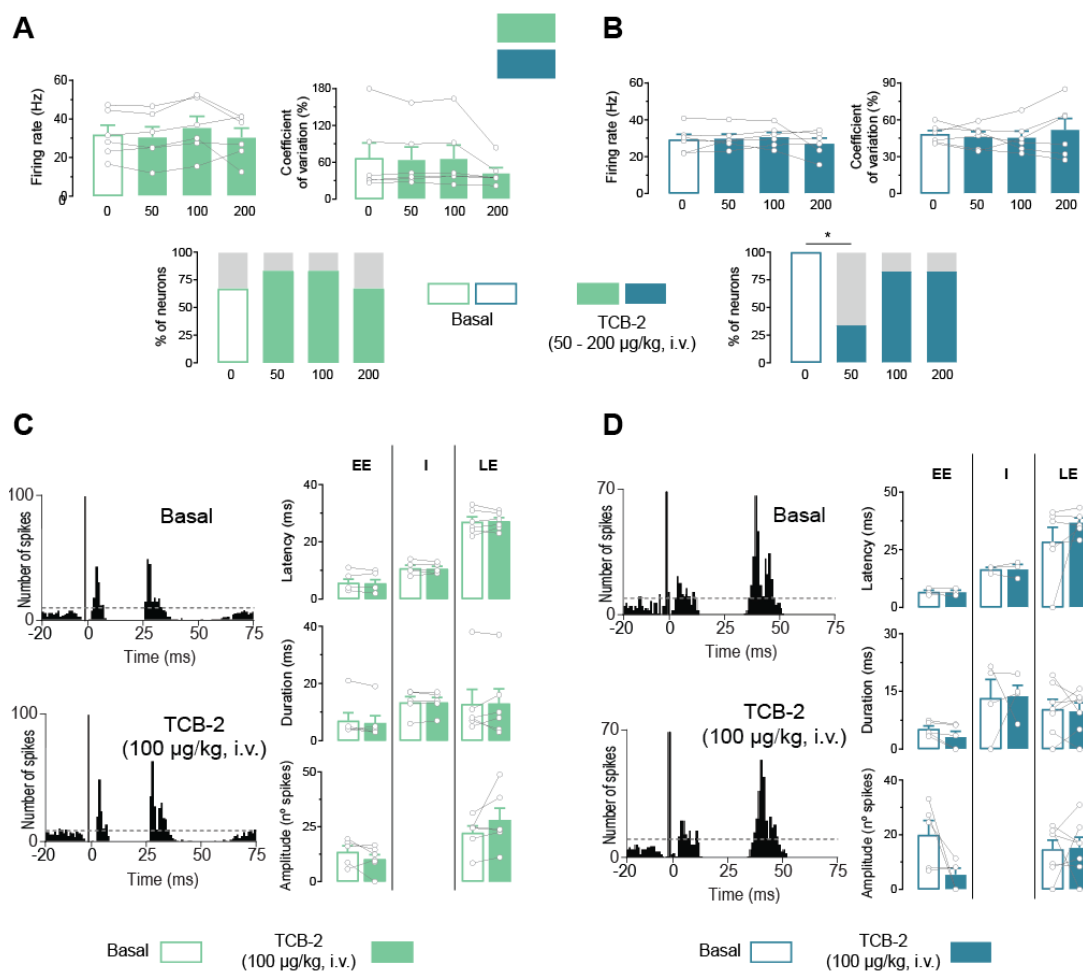 A
B
Firing rate (Hz)
60
40
20
0
0
0
50
100
200
Coefficient
of variation (%)
180
120
60
0
0
50
100
200
Firing rate (Hz)
60
40
20
0
0
50
100
200
Coefficient
of variation (%)
90
60
30
0
0
50
100
200
% of neurons
100
75
50
25
0
0
50
100
200
Basal
TCB-2
(50 - 200 µg/kg, i.v.)
*
% of neurons
100
75
50
25
0
0
50
100
200
C
D
Number of spikes
100
0
Basal
-20
0
25
50
75
Time (ms)
EE
I
LE
Latency (ms)
40
20
0
Number of spikes
70
0
Basal
-20
0
25
50
75
Time (ms)
EE
I
LE
Latency (ms)
60
40
20
0
Duration (ms)
40
20
0
Duration (ms)
30
20
10
0
Number of spikes
100
0
TCB-2
(100 µg/kg, i.v.)
-20
0
25
50
75
Time (ms)
Amplitude (nº spikes)
50
25
0
Number of spikes
70
0
TCB-2
(100 µg/kg, i.v.)
-20
0
25
50
75
Time (ms)
Amplitude (nº spikes)
40
20
0
Basal
TCB-2
(100 µg/kg, i.v.)
Basal
TCB-2
(100 µg/kg, i.v.)